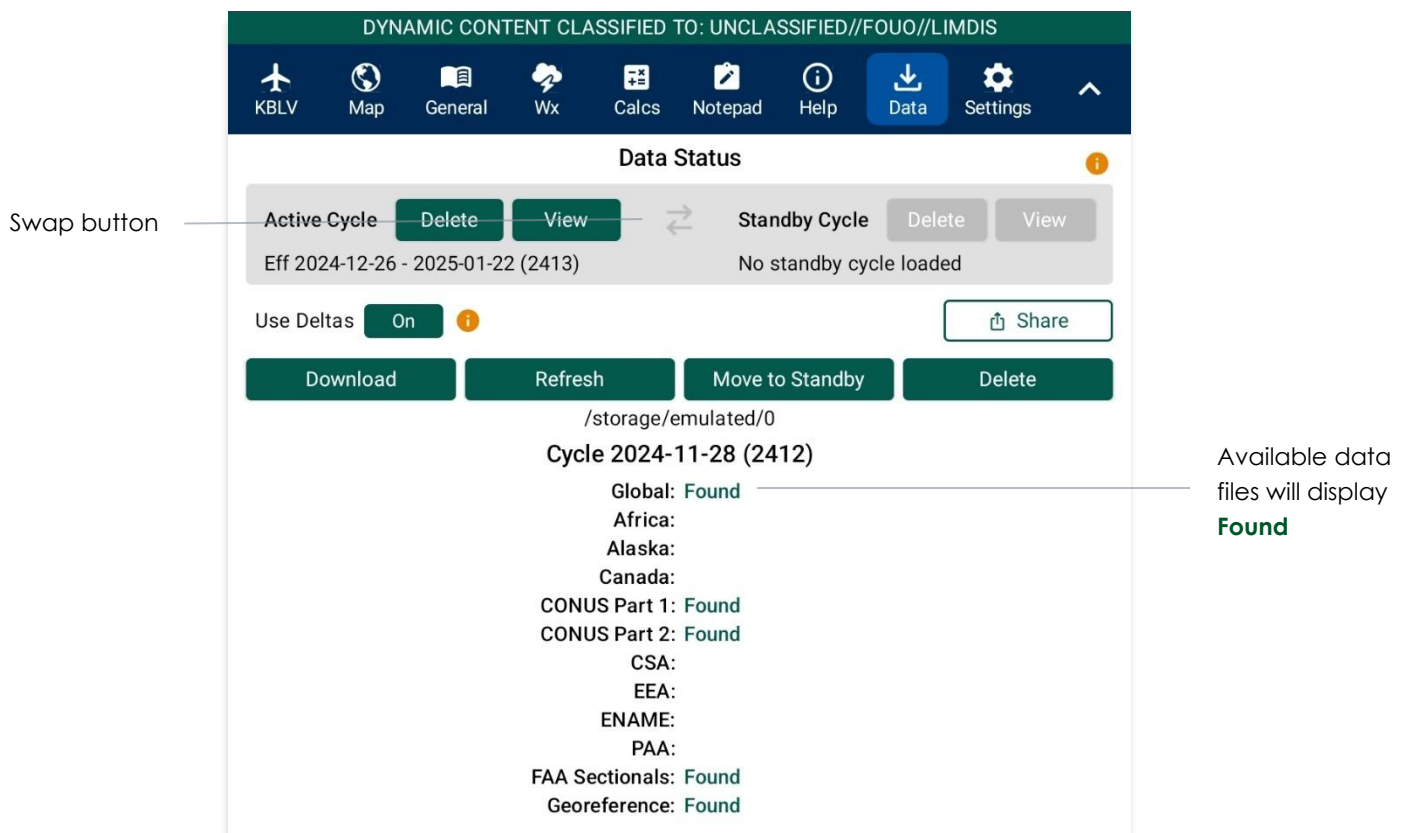 DYNAMIC CONTENT CLASSIFIED TO: UNCLASSIFIED//FOUO//LIMDIS
KBLV Map General Wx Calcs Notepad Help Data Settings
Data Status
Swap button
Active Cycle Delete View Standby Cycle Delete View
Eff 2024-12-26 - 2025-01-22 (2413) No standby cycle loaded
Use Deltas On Share
Download Refresh Move to Standby Delete
/storage/emulated/0
Cycle 2024-11-28 (2412)
Global: Found
Africa:
Alaska:
Canada:
CONUS Part 1: Found
CONUS Part 2: Found
CSA:
EEA:
ENAME:
PAA:
FAA Sectionals: Found
Georeference: Found
Available data
files will display
Found